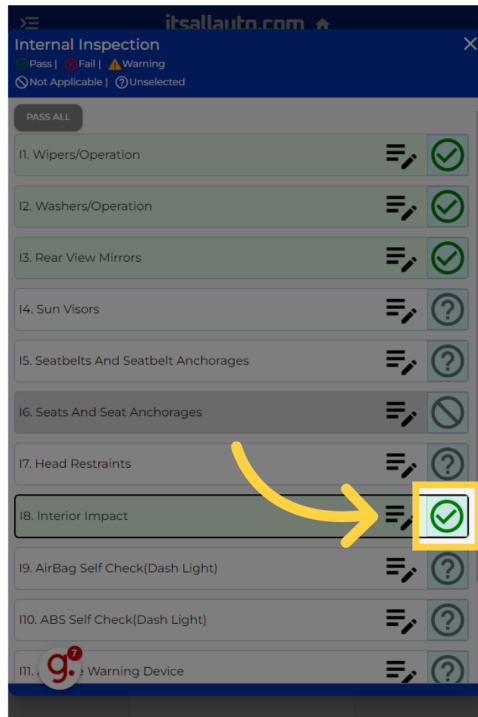 itsallauto.com
Internal Inspection
Pass | Fail | Warning
Not Applicable | Unselected
PASS ALL
I1. Wipers/Operation
I2. Washers/Operation
I3. Rear View Mirrors
I4. Sun Visors
I5. Seatbelts And Seatbelt Anchorages
I6. Seats And Seat Anchorages
I7. Head Restraints
I8. Interior Impact
I9. AirBag Self Check(Dash Light)
I10. ABS Self Check(Dash Light)
I11. Warning Device
g. 7